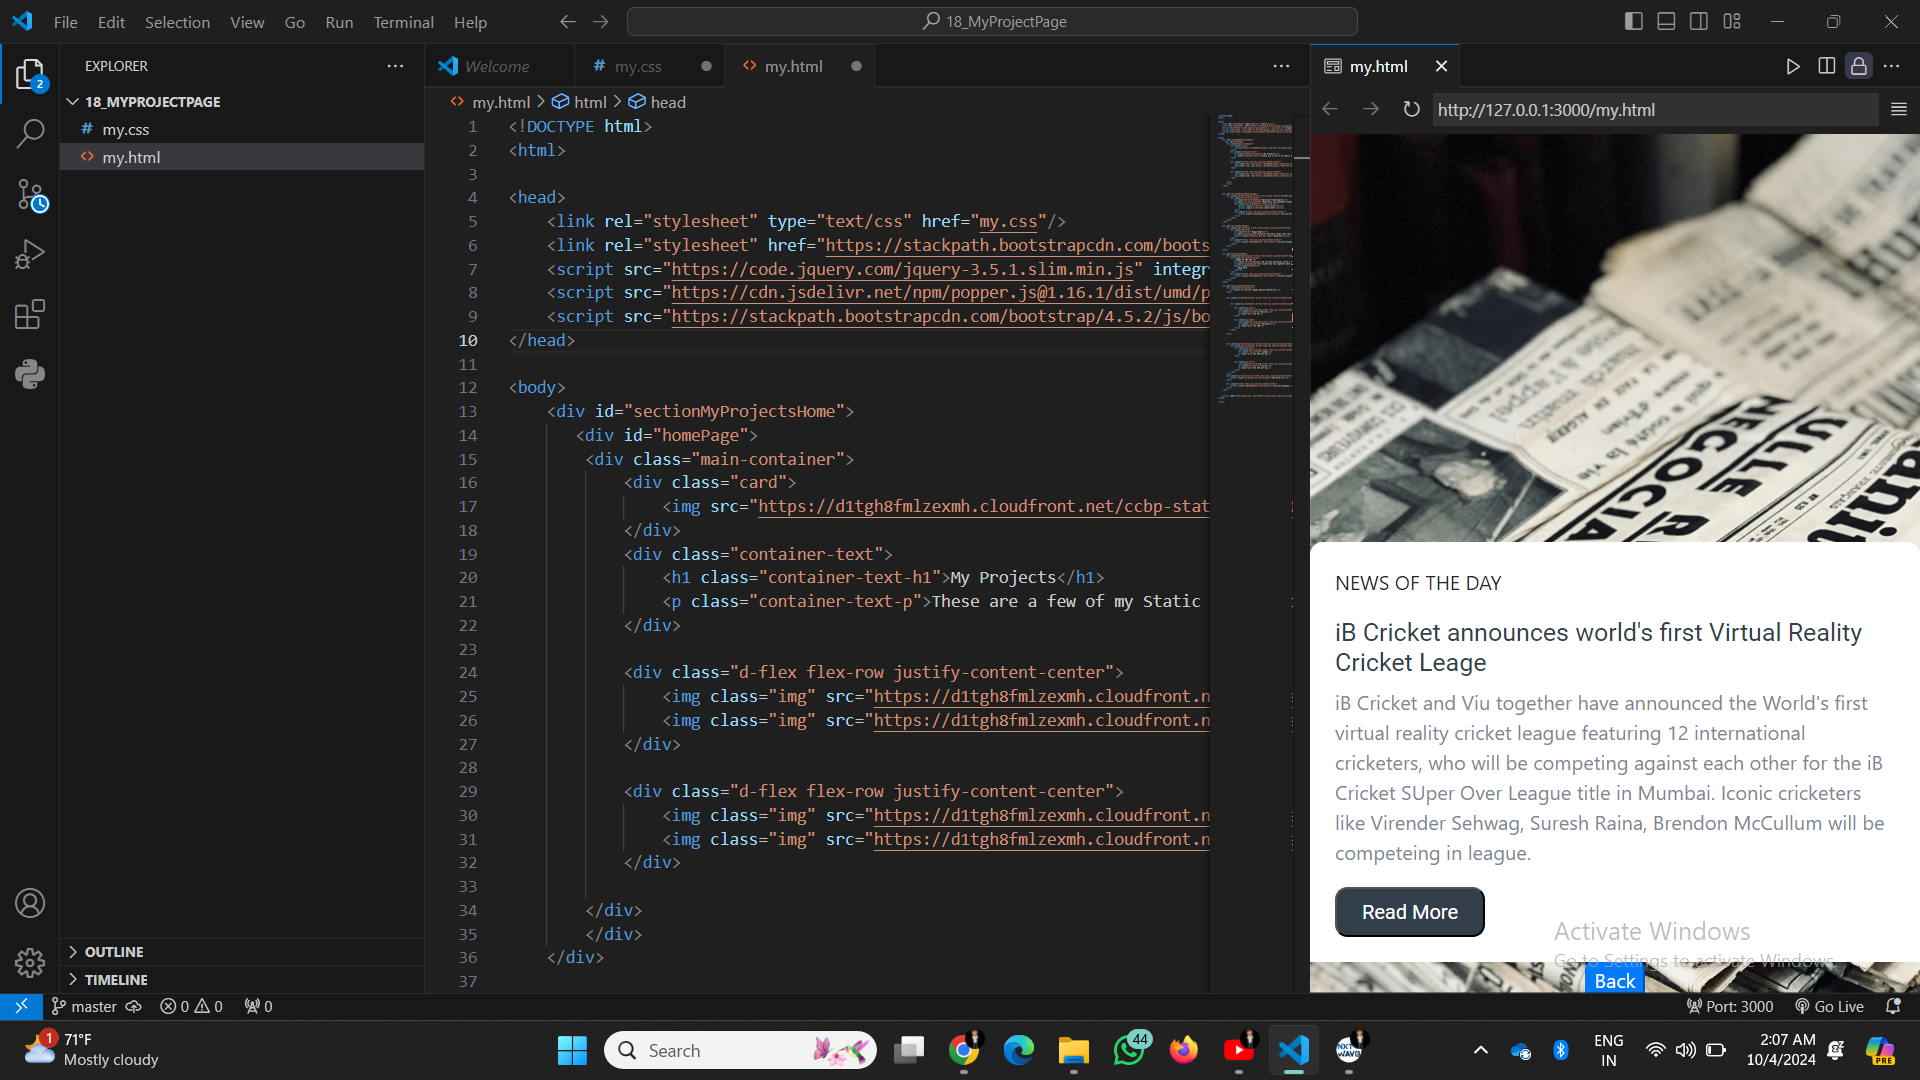 File Edit Selection View Go Run Terminal Help
18_MyProjectPage
EXPLORER
2
18_MYPROJECTPAGE
# my.css
<> my.html
OUTLINE
TIMELINE
Welcome
# my.css
<> my.html
my.html > html > head
1 <!DOCTYPE html>
2 <html>
3
4 <head>
5 <link rel="stylesheet" type="text/css" href="my.css"/>
6 <link rel="stylesheet" href="https://stackpath.bootstrapcdn.com/boots
7 <script src="https://code.jquery.com/jquery-3.5.1.slim.min.js" integr
8 <script src="https://cdn.jsdelivr.net/npm/popper.js@1.16.1/dist/umd/p
9 <script src="https://stackpath.bootstrapcdn.com/bootstrap/4.5.2/js/bo
10 </head>
11
12 <body>
13 <div id="sectionMyProjectsHome">
14 <div id="homePage">
15 <div class="main-container">
16 <div class="card">
17 <img src="https://d1tgh8fmlzexmh.cloudfront.net/ccbp-stat
18 </div>
19 <div class="container-text">
20 <h1 class="container-text-h1">My Projects</h1>
21 <p class="container-text-p">These are a few of my Static
22 </div>
23
24 <div class="d-flex flex-row justify-content-center">
25 <img class="img" src="https://d1tgh8fmlzexmh.cloudfront.n
26 <img class="img" src="https://d1tgh8fmlzexmh.cloudfront.n
27 </div>
28
29 <div class="d-flex flex-row justify-content-center">
30 <img class="img" src="https://d1tgh8fmlzexmh.cloudfront.n
31 <img class="img" src="https://d1tgh8fmlzexmh.cloudfront.n
32 </div>
33
34 </div>
35 </div>
36 </div>
37
my.html
http://127.0.0.1:3000/my.html
NEWS OF THE DAY
iB Cricket announces world's first Virtual Reality
Cricket Leage
iB Cricket and Viu together have announced the World's first
virtual reality cricket league featuring 12 international
cricketers, who will be competing against each other for the iB
Cricket SUper Over League title in Mumbai. Iconic cricketers
like Virender Sehwag, Suresh Raina, Brendon McCullum will be
competeing in league.
Read More
Activate Windows
Go to Settings to activate Windows.
Back
master
0 0
0
Port: 3000
Go Live
1
71°F
Mostly cloudy
Search
44
NXT
WAVE
ENG
IN
2:07 AM
10/4/2024
PRE